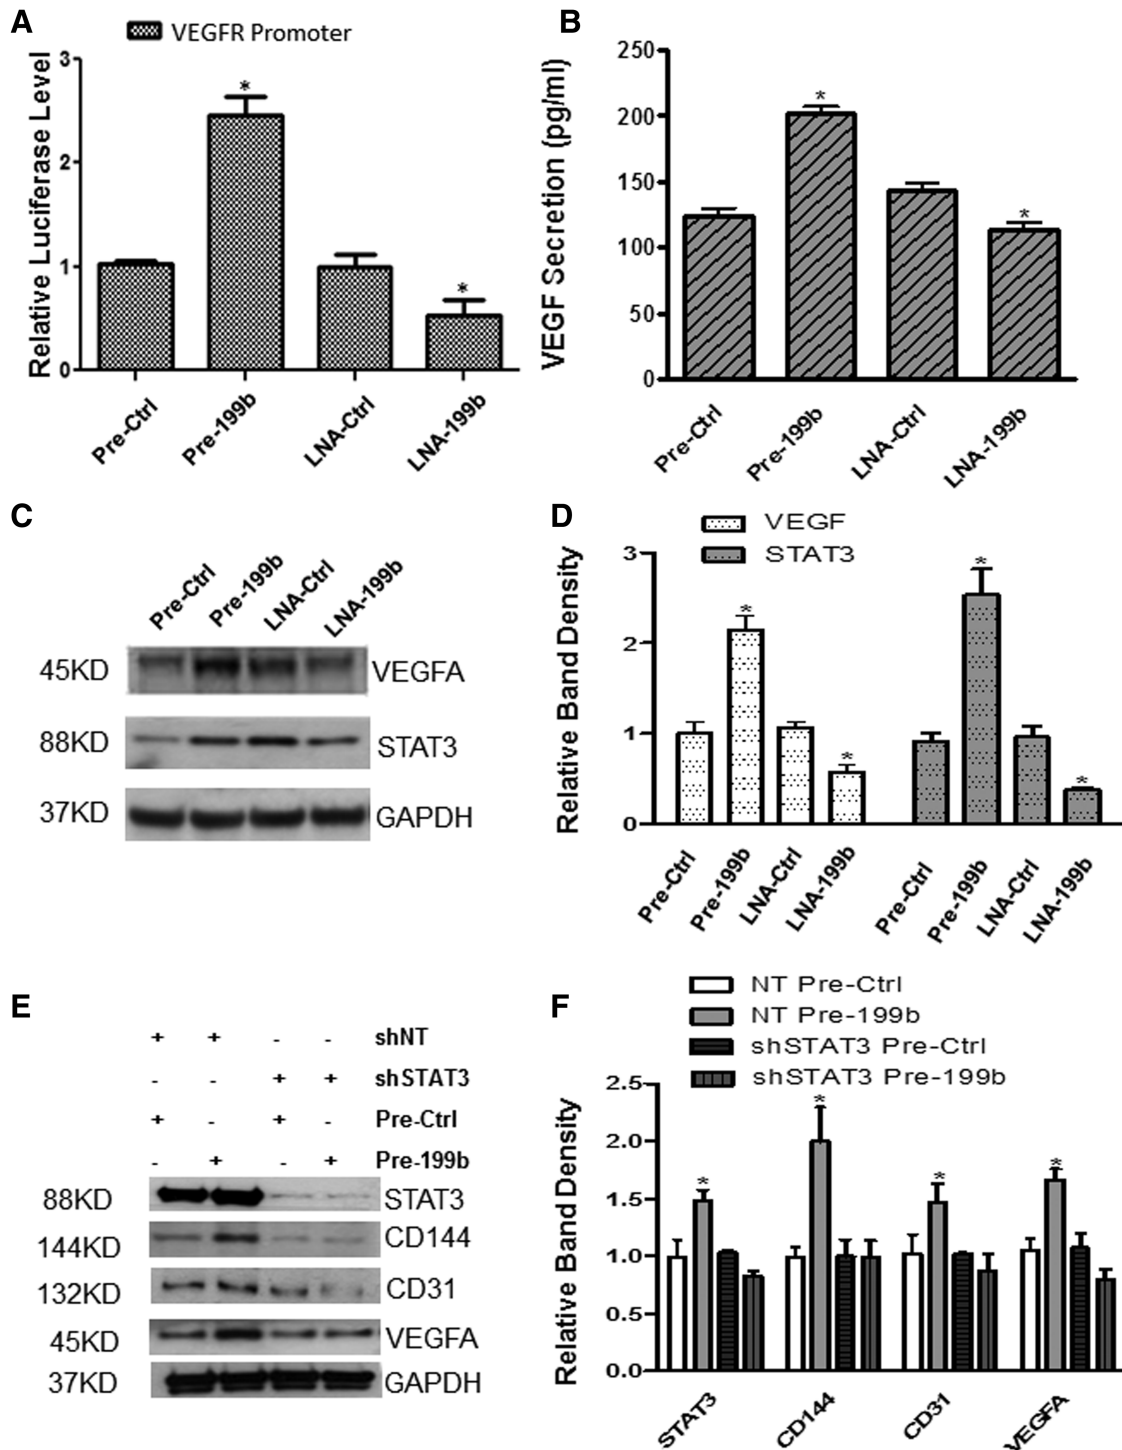 A
VEGFR Promoter
Relative Luciferase Level
3
2
1
0
*
*
Pre-Ctrl
Pre-199b
LNA-Ctrl
LNA-199b
B
VEGF Secretion (pg/ml)
250
200
150
100
50
0
*
*
Pre-Ctrl
Pre-199b
LNA-Ctrl
LNA-199b
C
Pre-Ctrl
Pre-199b
LNA-Ctrl
LNA-199b
45KD
VEGFA
88KD
STAT3
37KD
GAPDH
D
VEGF
STAT3
Relative Band Density
3
2
1
0
*
*
*
*
Pre-Ctrl
Pre-199b
LNA-Ctrl
LNA-199b
Pre-Ctrl
Pre-199b
LNA-Ctrl
LNA-199b
E
+ + - - shNT
- - + + shSTAT3
+ - + - Pre-Ctrl
- + - + Pre-199b
88KD STAT3
144KD CD144
132KD CD31
45KD VEGFA
37KD GAPDH
F
NT Pre-Ctrl
NT Pre-199b
shSTAT3 Pre-Ctrl
shSTAT3 Pre-199b
Relative Band Density
2.5
2.0
1.5
1.0
0.5
0.0
*
*
*
*
STAT3
CD144
CD31
VEGFA